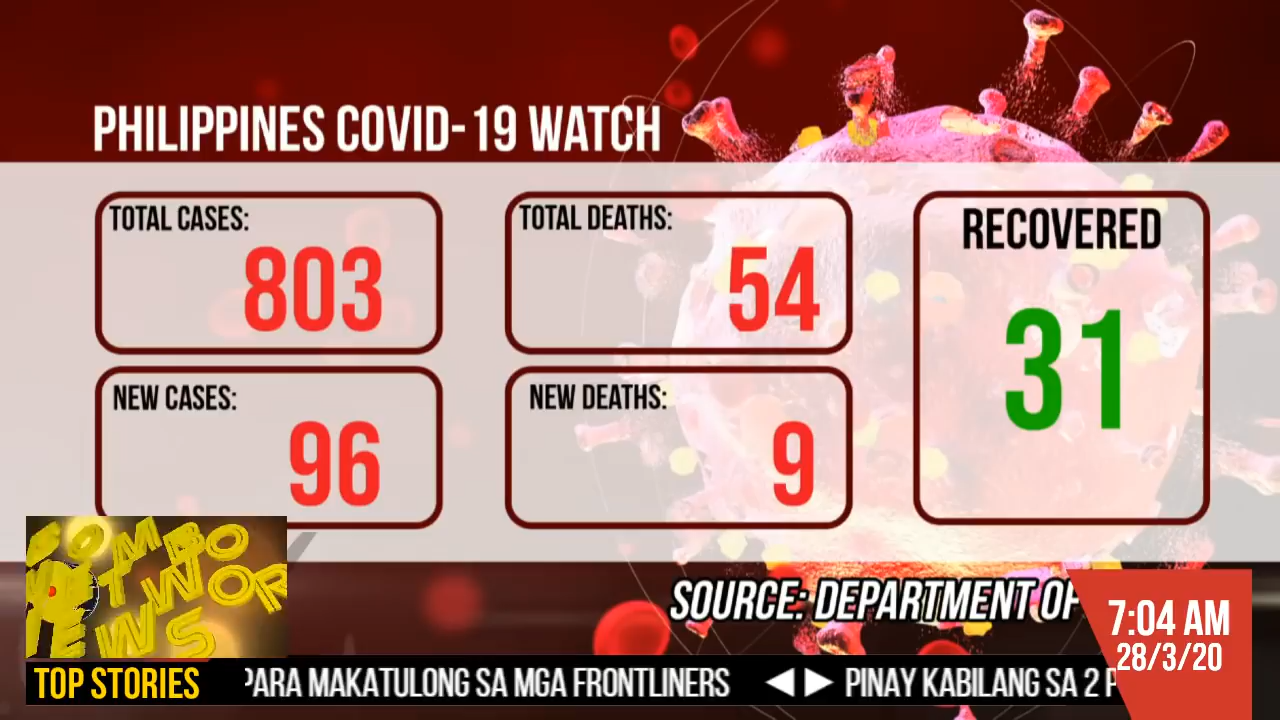 PHILIPPINES COVID-19 WATCH
TOTAL CASES:
803
TOTAL DEATHS:
54
RECOVERED
31
NEW CASES:
96
NEW DEATHS:
9
SOURCE: DEPARTMENT OF
7:04 AM
28/3/20
TOP STORIES
PARA MAKATULONG SA MGA FRONTLINERS ◀ ▶ PINAY KABILANG SA 2